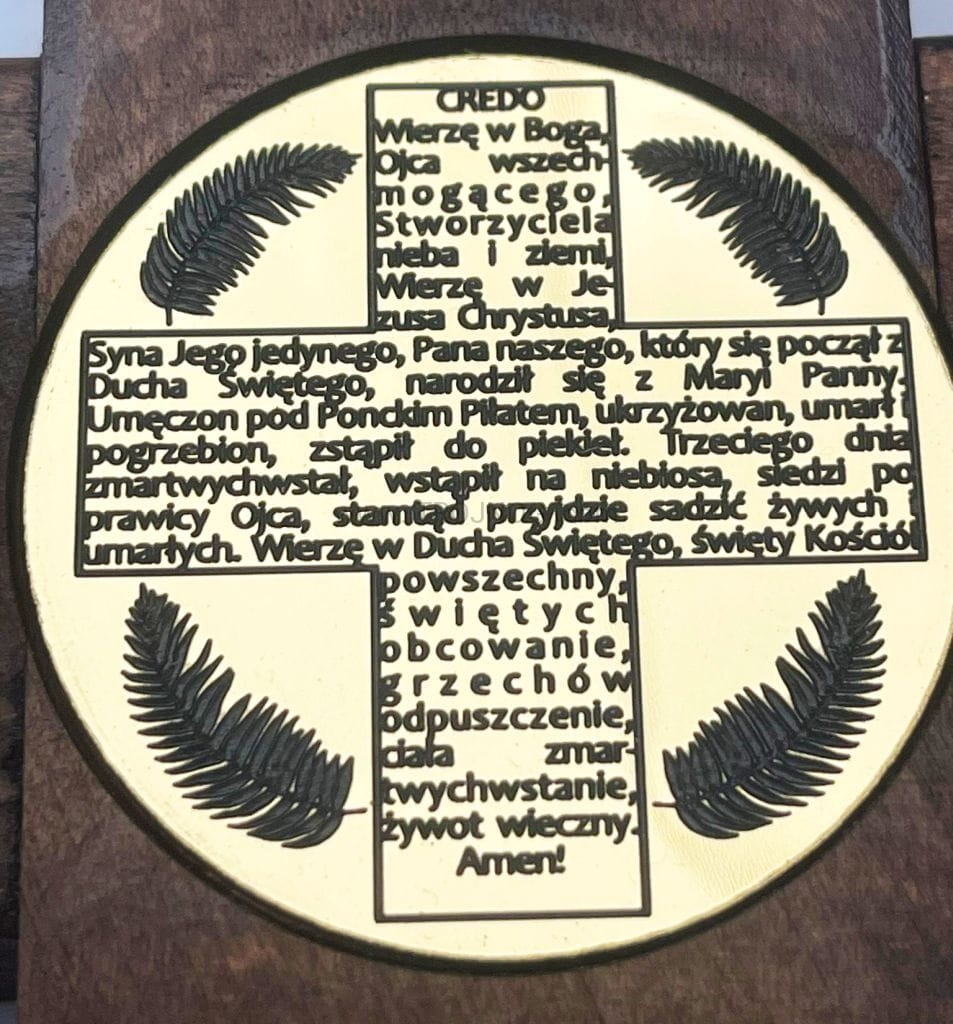 CREDO
Wierzę w Boga,
Ojca wszech-
mogącego,
Stworzyciela
nieba i ziemi,
Wierzę w Je-
zusa Chrystusa,
Syna Jego jedynego, Pana naszego, który się począł z
Ducha Świętego, narodził się z Maryi Panny.
Umęczon pod Ponckim Piłatem, ukrzyżowan, umarł i
pogrzebion, zstąpił do piekieł. Trzeciego dnia
zmartwychwstał, wstąpił na niebiosa, siedzi po
prawicy Ojca, stamtąd przyjdzie sądzić żywych i
umarłych. Wierzę w Ducha Świętego, święty Kościół
powszechny,
świętych
obcowanie,
grzechów
odpuszczenie,
ciała zmar-
twychwstanie,
żywot wieczny.
Amen!